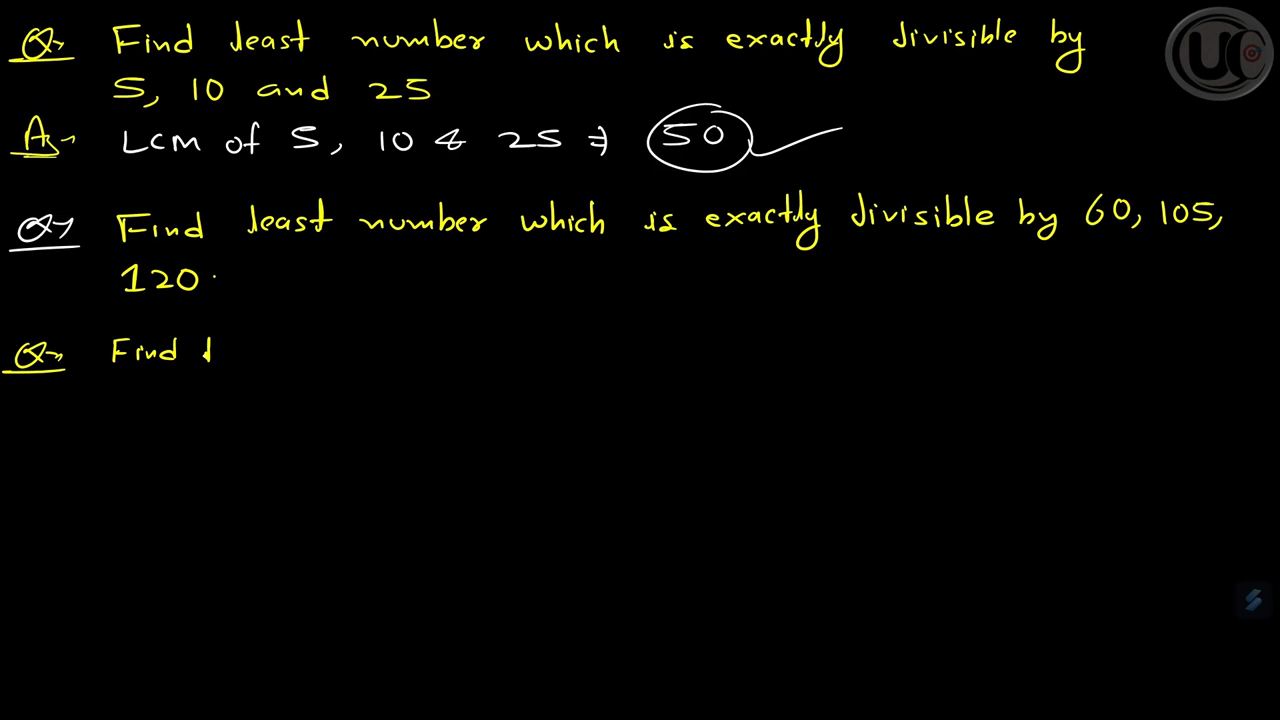 Q→ Find least number which is exactly divisible by
5, 10 and 25
A→ LCM of 5, 10 & 25 ⇒ 50
Q→ Find least number which is exactly divisible by 60, 105,
120.
Q→ Find
UC